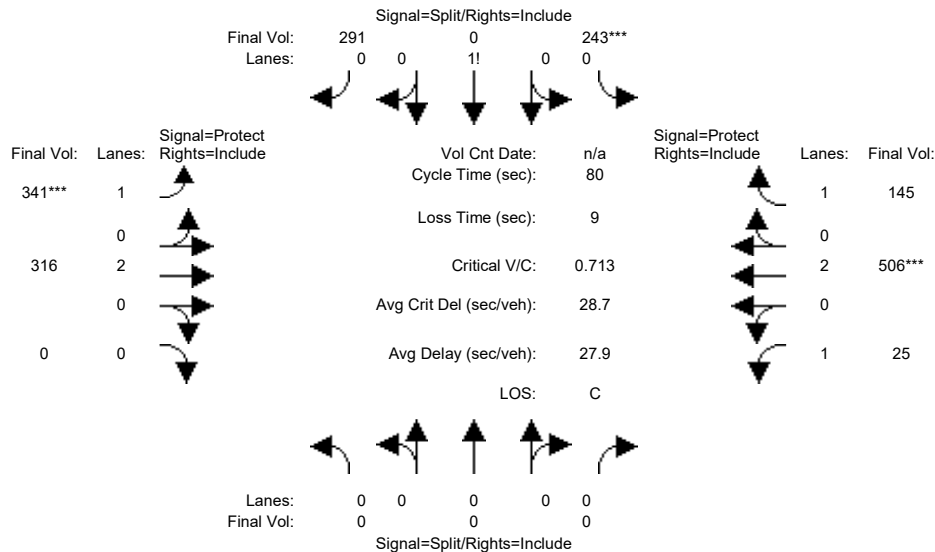 Signal=Split/Rights=Include
Final Vol: 291 0 243***
Lanes: 0 0 1! 0 0
Signal=Protect
Final Vol: Lanes: Rights=Include
Vol Cnt Date: n/a
Signal=Protect
Rights=Include Lanes: Final Vol:
Cycle Time (sec): 80
341*** 1
1 145
Loss Time (sec): 9
0
0
316 2
Critical V/C: 0.713
2 506***
0
Avg Crit Del (sec/veh): 28.7
0
0 0
Avg Delay (sec/veh): 27.9
1 25
LOS: C
Lanes: 0 0 0 0 0
Final Vol: 0 0 0
Signal=Split/Rights=Include